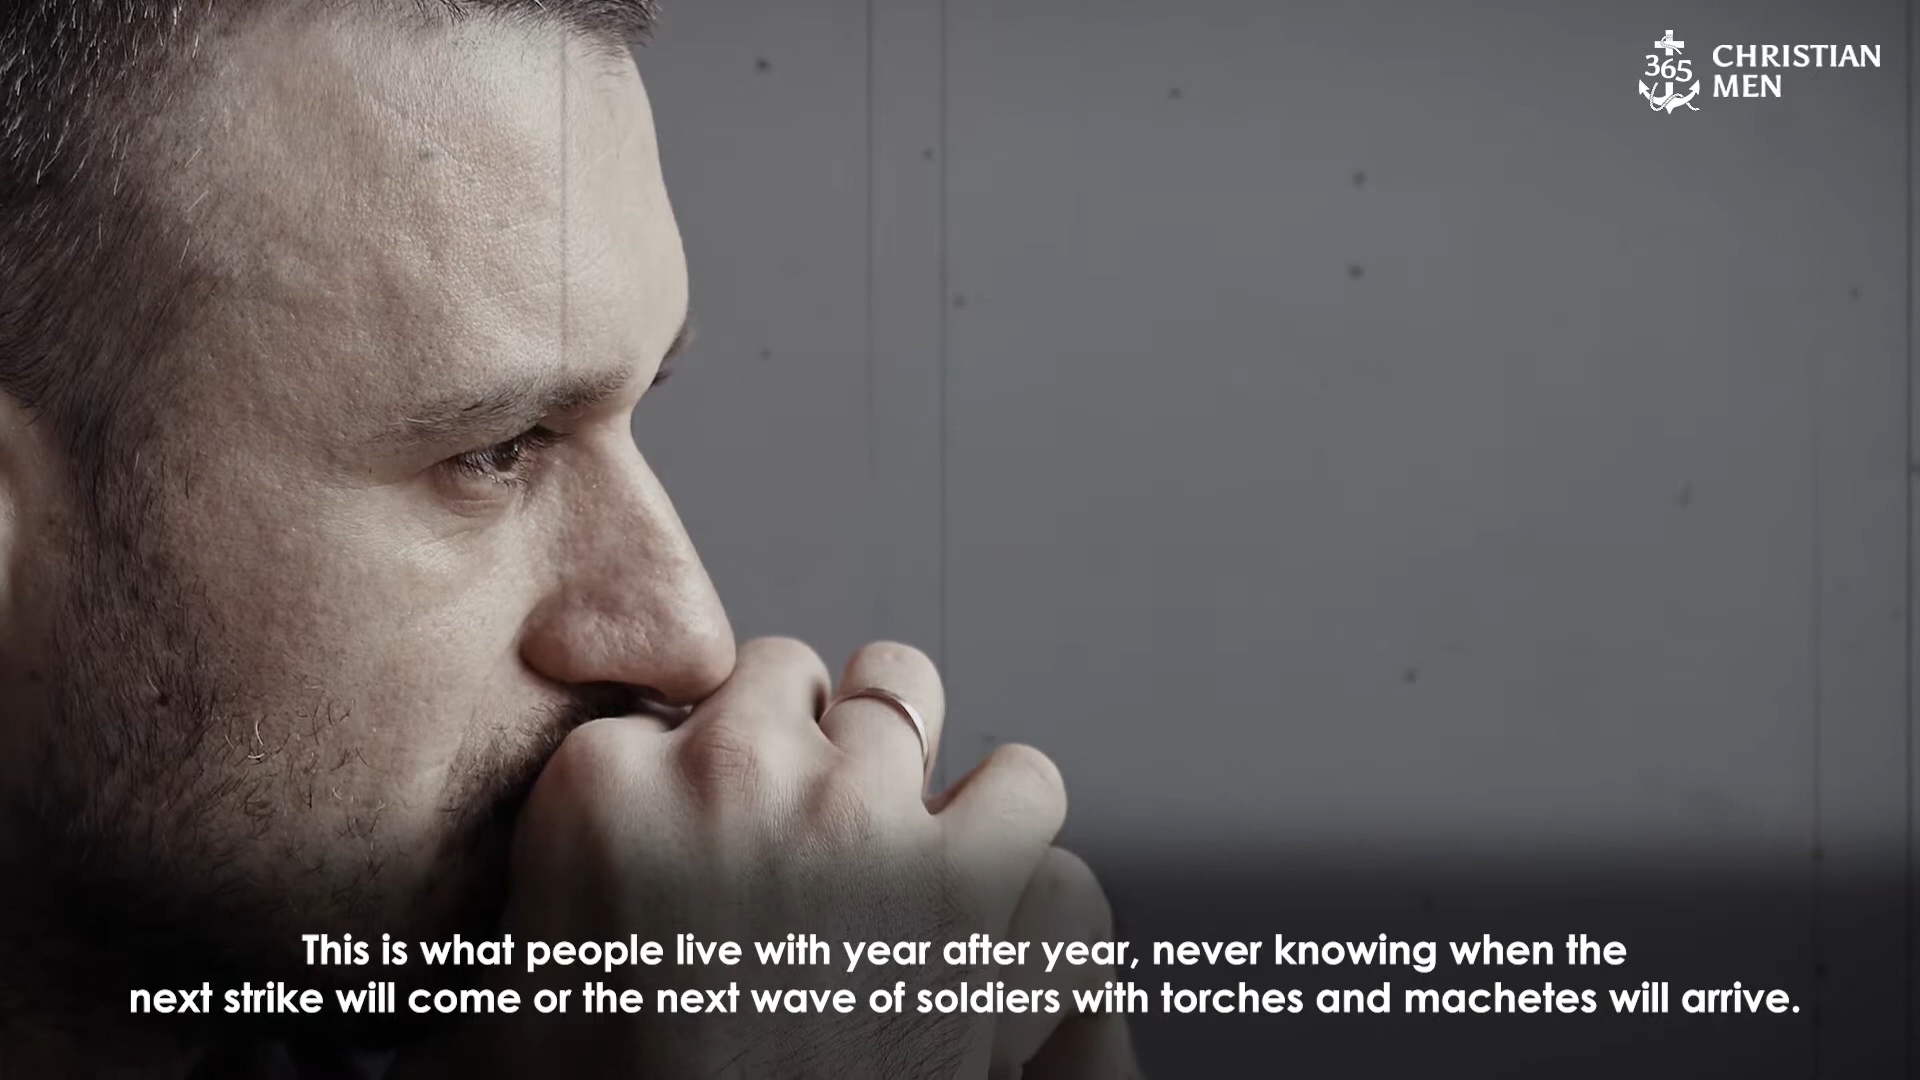 365
CHRISTIAN
MEN
This is what people live with year after year, never knowing when the
next strike will come or the next wave of soldiers with torches and machetes will arrive.